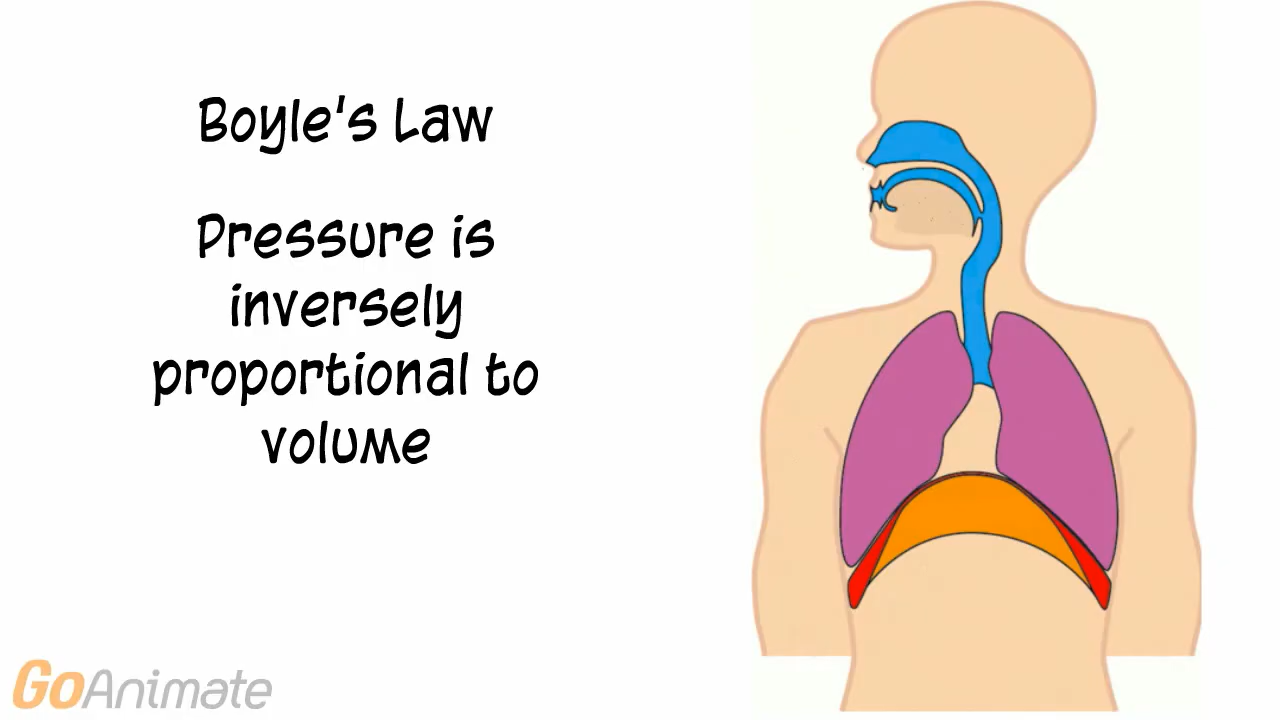 Boyle's Law
Pressure is
inversely
proportional to
volume
GoAnimate